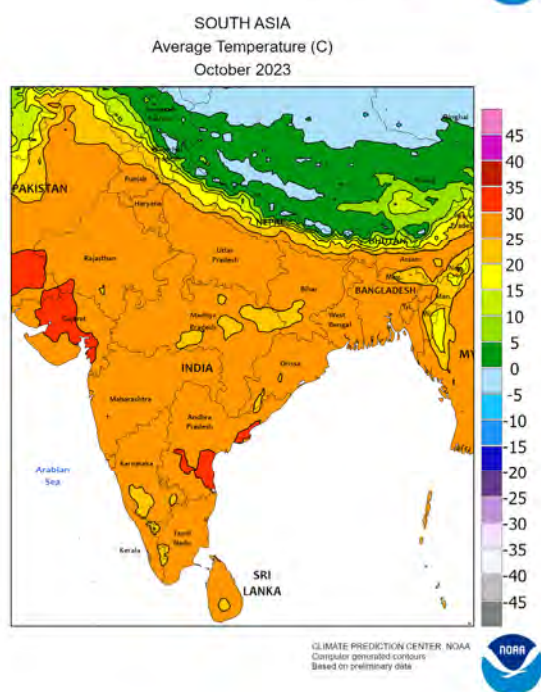 SOUTH ASIA
Average Temperature (C)
October 2023
PAKISTAN
Punjab
Haryana
Rajasthan
Uttar
Pradesh
NEPAL
BHUTAN
Assam
Bihar
BANGLADESH
Gujarat
Madhya
Pradesh
West
Bengal
INDIA
Orissa
Maharashtra
Andhra
Pradesh
Karnataka
Arabian
Sea
Tamil
Nadu
Kerala
SRI
LANKA
45
40
35
30
25
20
15
10
5
0
-5
-10
-15
-20
-25
-30
-35
-40
-45
CLIMATE PREDICTION CENTER, NOAA
Computer generated contours
Based on preliminary data
NOAA